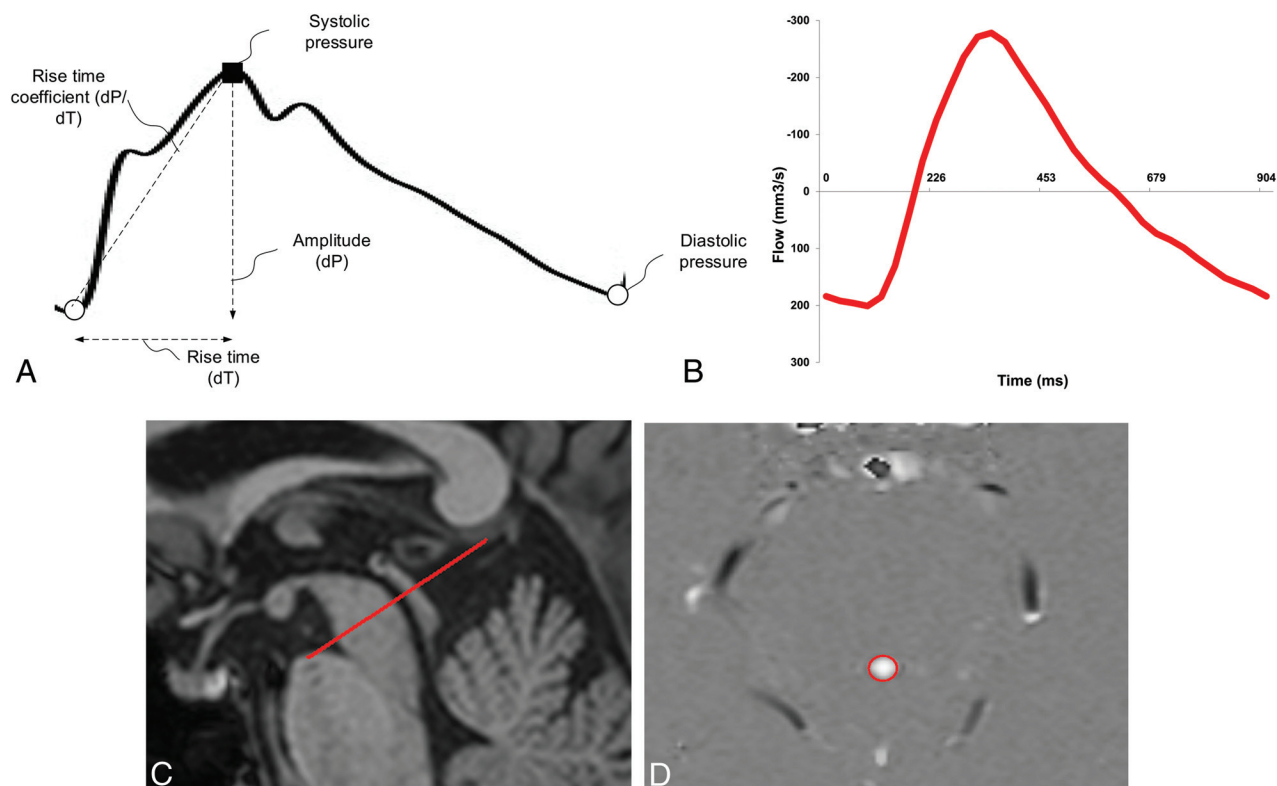 Systolic
pressure
Rise time
coefficient (dP/
dT)
Amplitude
(dP)
Diastolic
pressure
Rise time
(dT)
A
-300
-200
-100
0
100
200
300
0
226
453
679
904
Flow (mm3/s)
Time (ms)
B
C
D